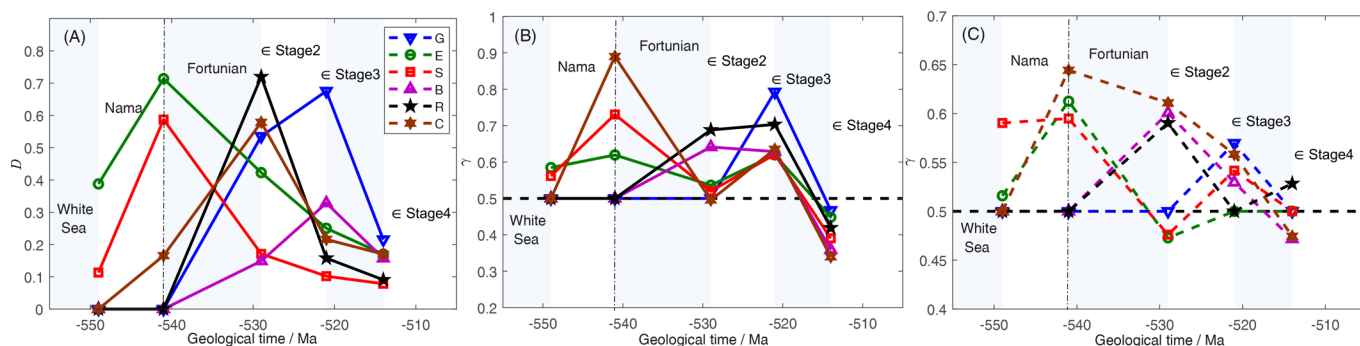 (A)
∈ Stage2
Fortunian
∈ Stage3
Nama
White
Sea
∈ Stage4
G
E
S
B
R
C
D
0.8
0.7
0.6
0.5
0.4
0.3
0.2
0.1
0
-550
-540
-530
-520
-510
Geological time / Ma
(B)
Fortunian
∈ Stage2
Nama
∈ Stage3
∈ Stage4
White
Sea
γ
1
0.9
0.8
0.7
0.6
0.5
0.4
0.3
0.2
-550
-540
-530
-520
-510
Geological time / Ma
(C)
Nama
Fortunian
∈ Stage2
∈ Stage3
∈ Stage4
White
Sea
γ
0.7
0.65
0.6
0.55
0.5
0.45
0.4
-550
-540
-530
-520
-510
Geological time / Ma